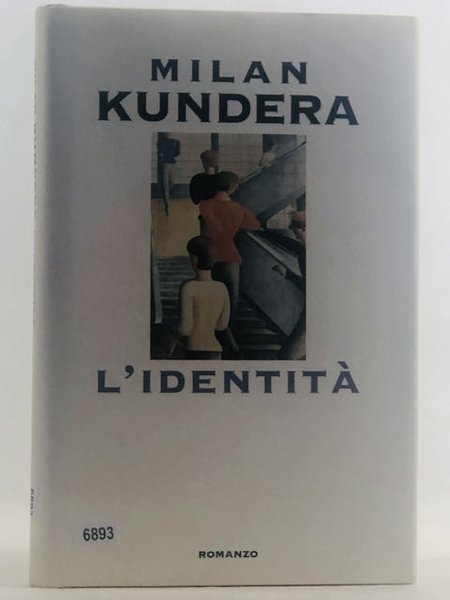 MILAN
KUNDERA
L'IDENTITÀ
6893
ROMANZO